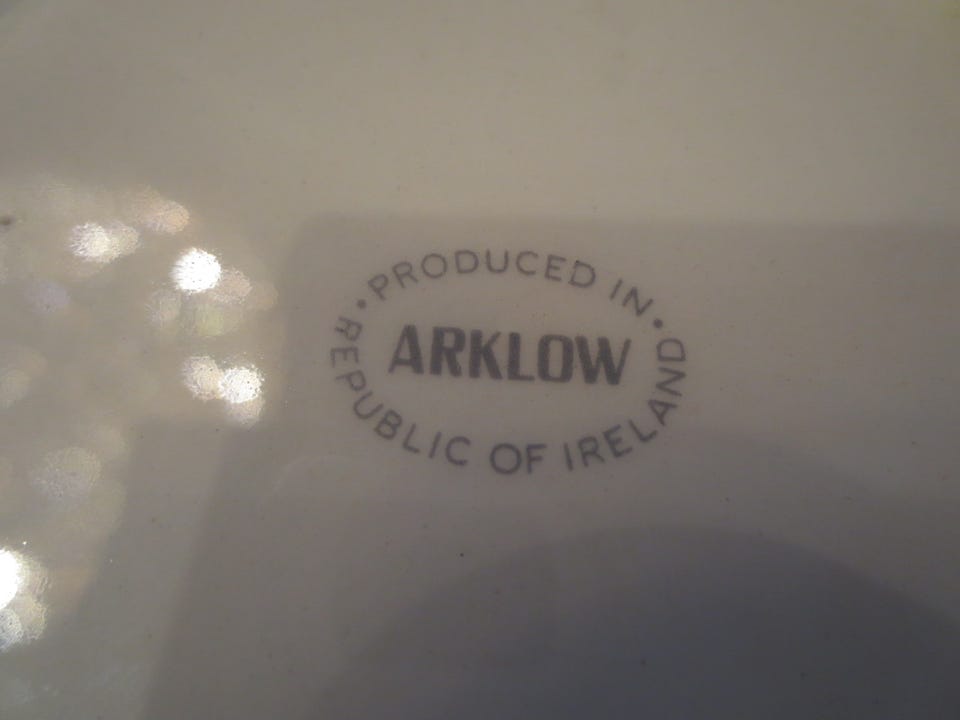 • PRODUCED IN •
ARKLOW
REPUBLIC OF IRELAND